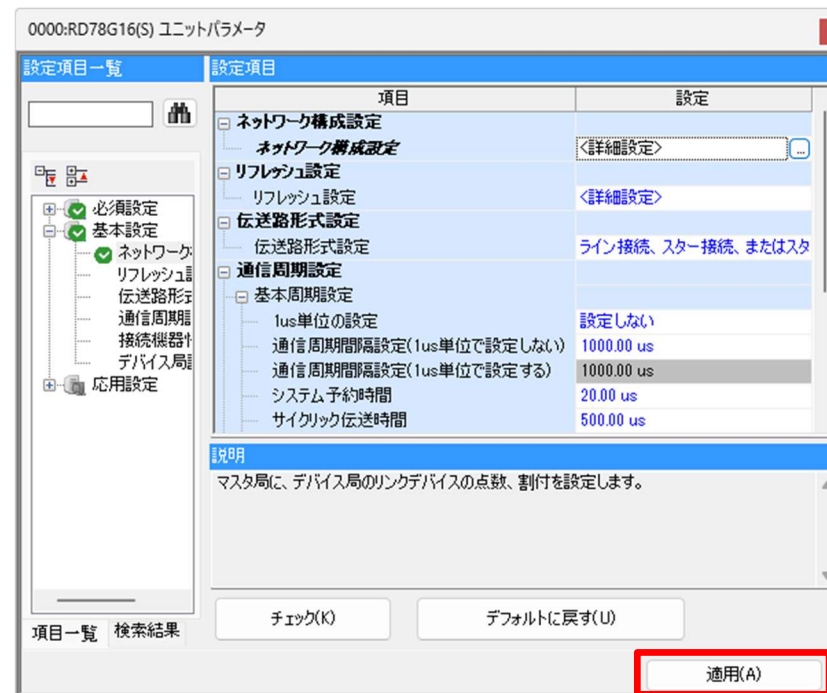 0000:RD78G16(S) ユニットパラメータ
設定項目一覧
設定項目
項目 設定
ネットワーク構成設定
ネットワーク構成設定 <詳細設定>
リフレッシュ設定
リフレッシュ設定 <詳細設定>
伝送路形式設定
伝送路形式設定 ライン接続、スター接続、またはスタ
通信周期設定
基本周期設定
1us単位の設定 設定しない
通信周期間隔設定(1us単位で設定しない) 1000.00 us
通信周期間隔設定(1us単位で設定する) 1000.00 us
システム予約時間 20.00 us
サイクリック伝送時間 500.00 us
必須設定
基本設定
ネットワーク
リフレッシュ
伝送路形式
通信周期
接続機器
デバイス局
応用設定
説明
マスタ局に、デバイス局のリンクデバイスの点数、割付を設定します。
チェック(K) デフォルトに戻す(U)
項目一覧 検索結果
適用(A)